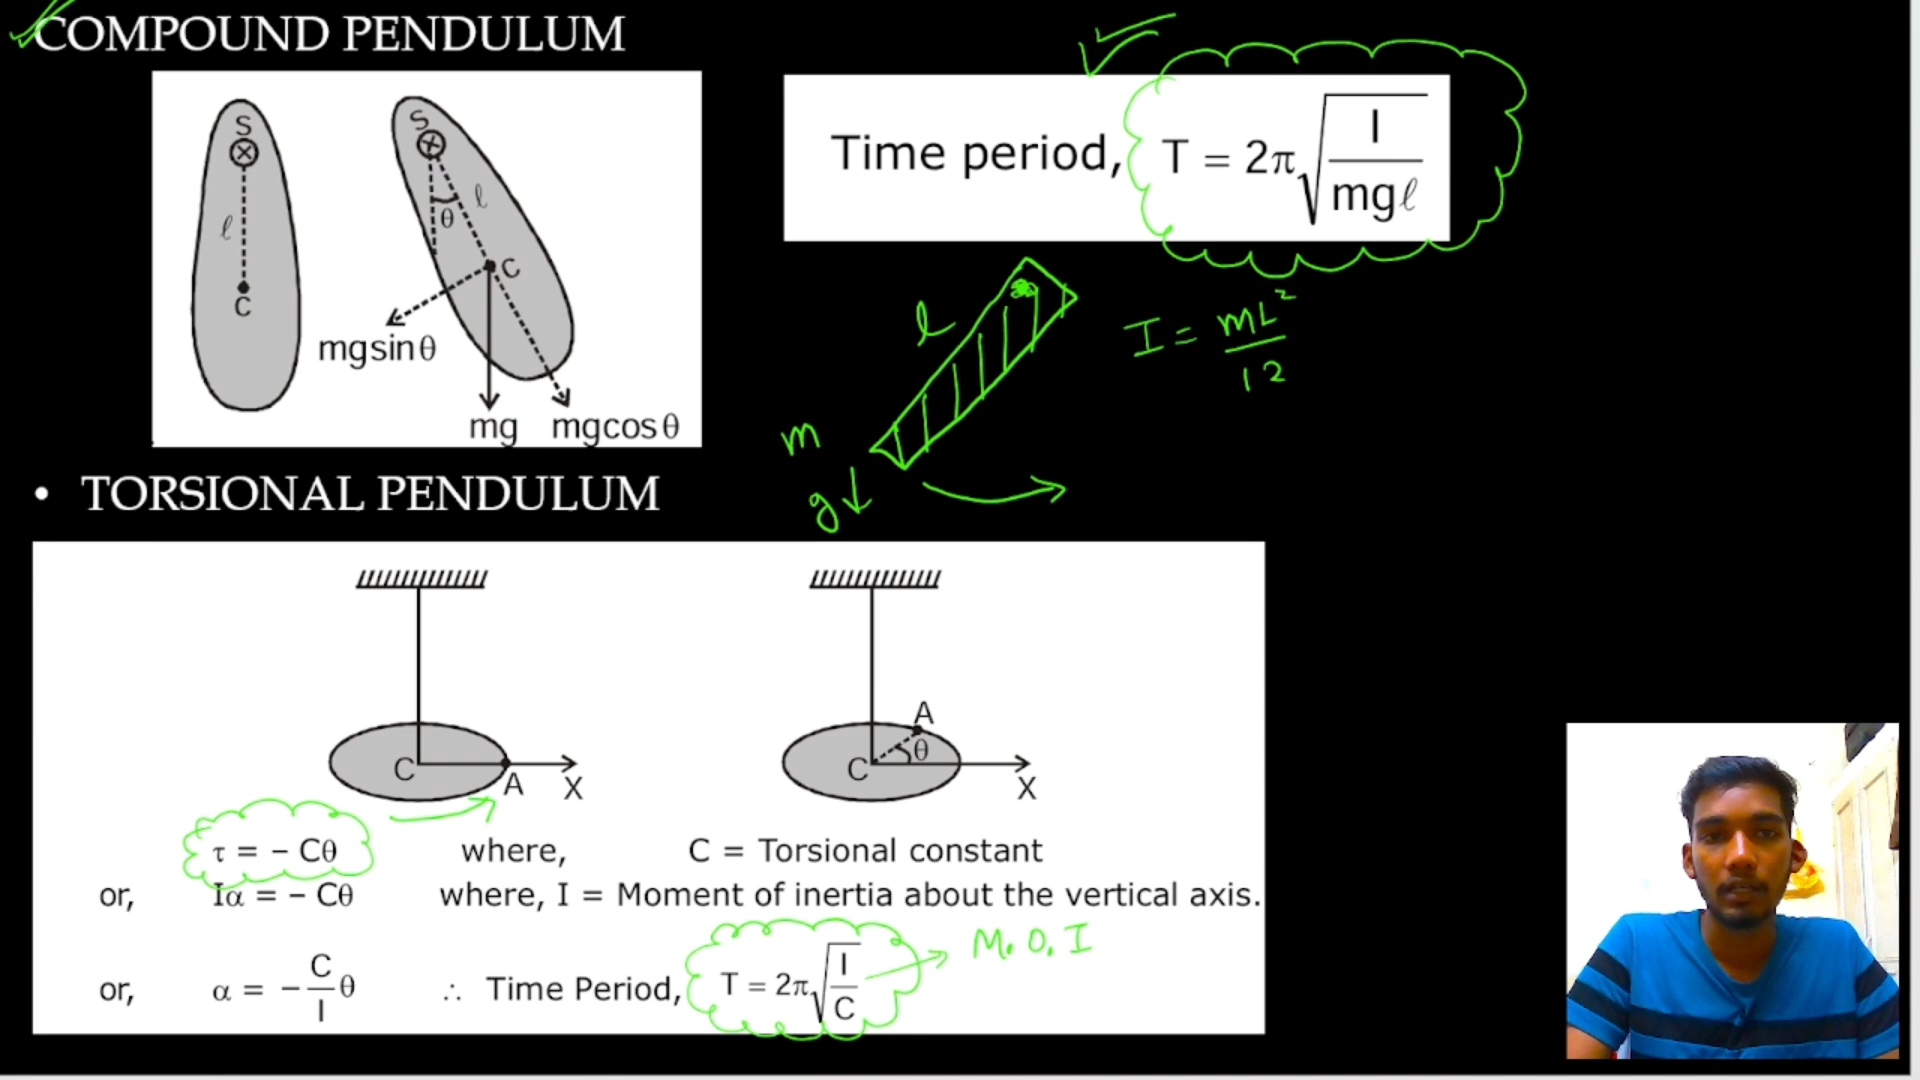 COMPOUND PENDULUM
S
ℓ
C
S
θ
ℓ
C
mgsinθ
mg
mgcosθ
Time period, T = 2π√(I/mgℓ)
l
I = mL²/12
m
g↓
• TORSIONAL PENDULUM
C
A
X
A
θ
C
X
τ = – Cθ where, C = Torsional constant
or, Iα = – Cθ where, I = Moment of inertia about the vertical axis.
or, α = –C/I θ ∴ Time Period, T = 2π√(I/C) → M.O.I